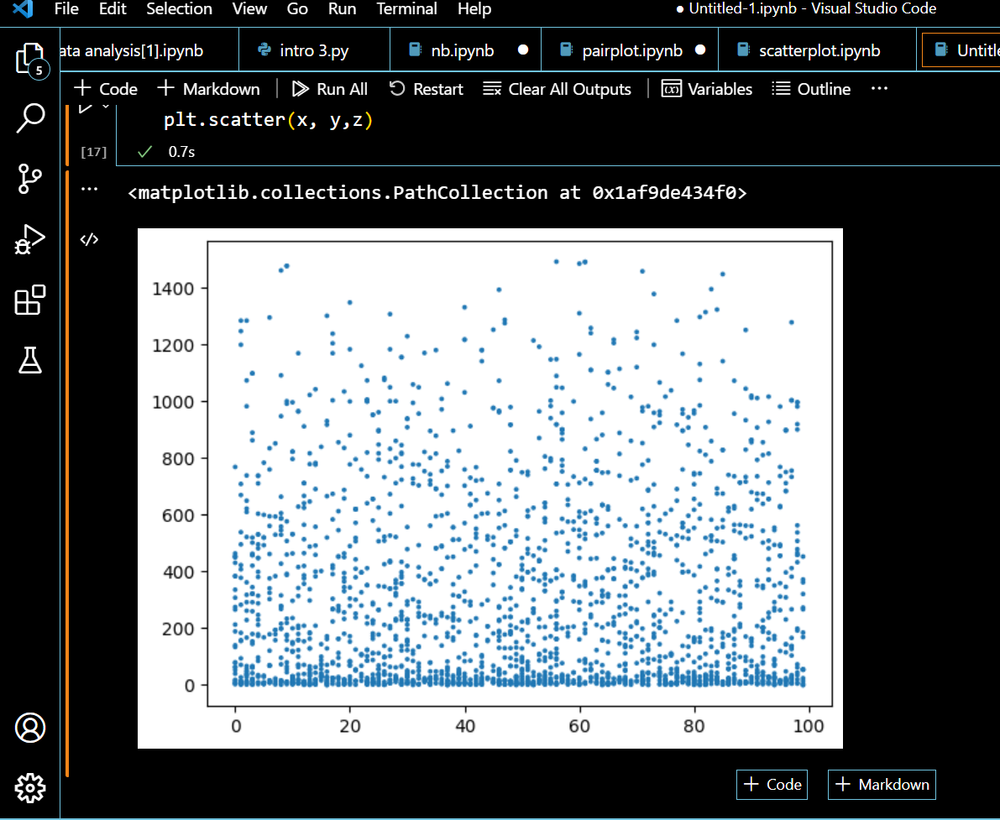 File Edit Selection View Go Run Terminal Help ● Untitled-1.ipynb - Visual Studio Code
ata analysis[1].ipynb intro 3.py nb.ipynb ● pairplot.ipynb ● scatterplot.ipynb Untitle
5
+ Code + Markdown | Run All Restart Clear All Outputs | Variables Outline ...
plt.scatter(x, y,z)
[17] ✓ 0.7s
... <matplotlib.collections.PathCollection at 0x1af9de434f0>
</>
1400
1200
1000
800
600
400
200
0
0 20 40 60 80 100
+ Code + Markdown